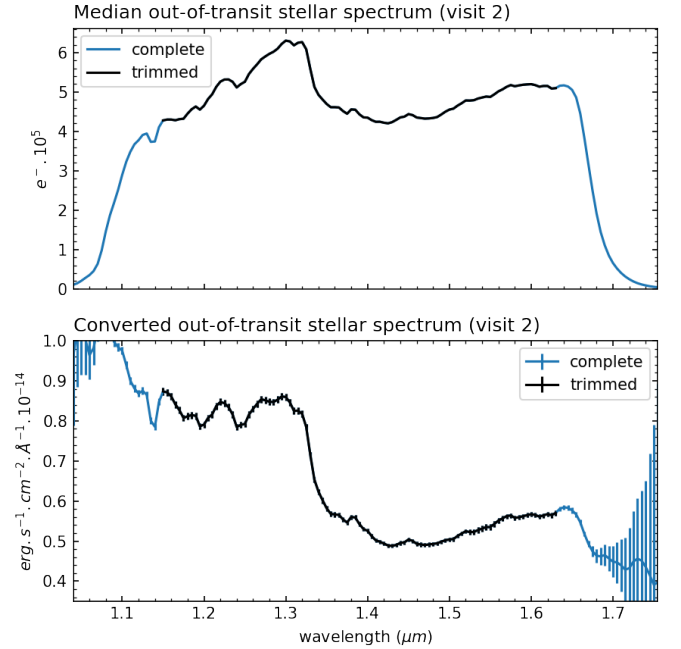 Median out-of-transit stellar spectrum (visit 2)
complete
trimmed
6
5
4
3
2
1
0
e⁻ .10⁵
Converted out-of-transit stellar spectrum (visit 2)
complete
trimmed
1.0
0.9
0.8
0.7
0.6
0.5
0.4
erg.s⁻¹.cm⁻².Å⁻¹.10⁻¹⁴
1.1 1.2 1.3 1.4 1.5 1.6 1.7
wavelength (μm)